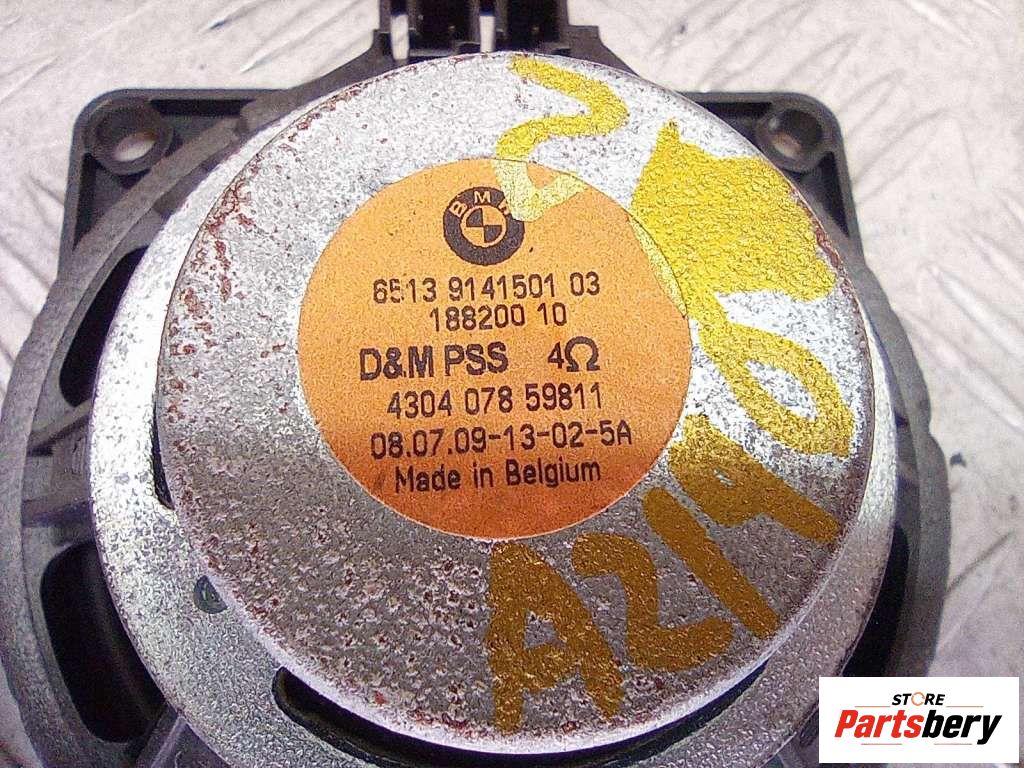 BMW
6513 9141501 03
188200 10
D&M PSS 4Ω
4304 078 59811
08.07.09-13-02-5A
Made in Belgium
A2190
STORE
Partsbery